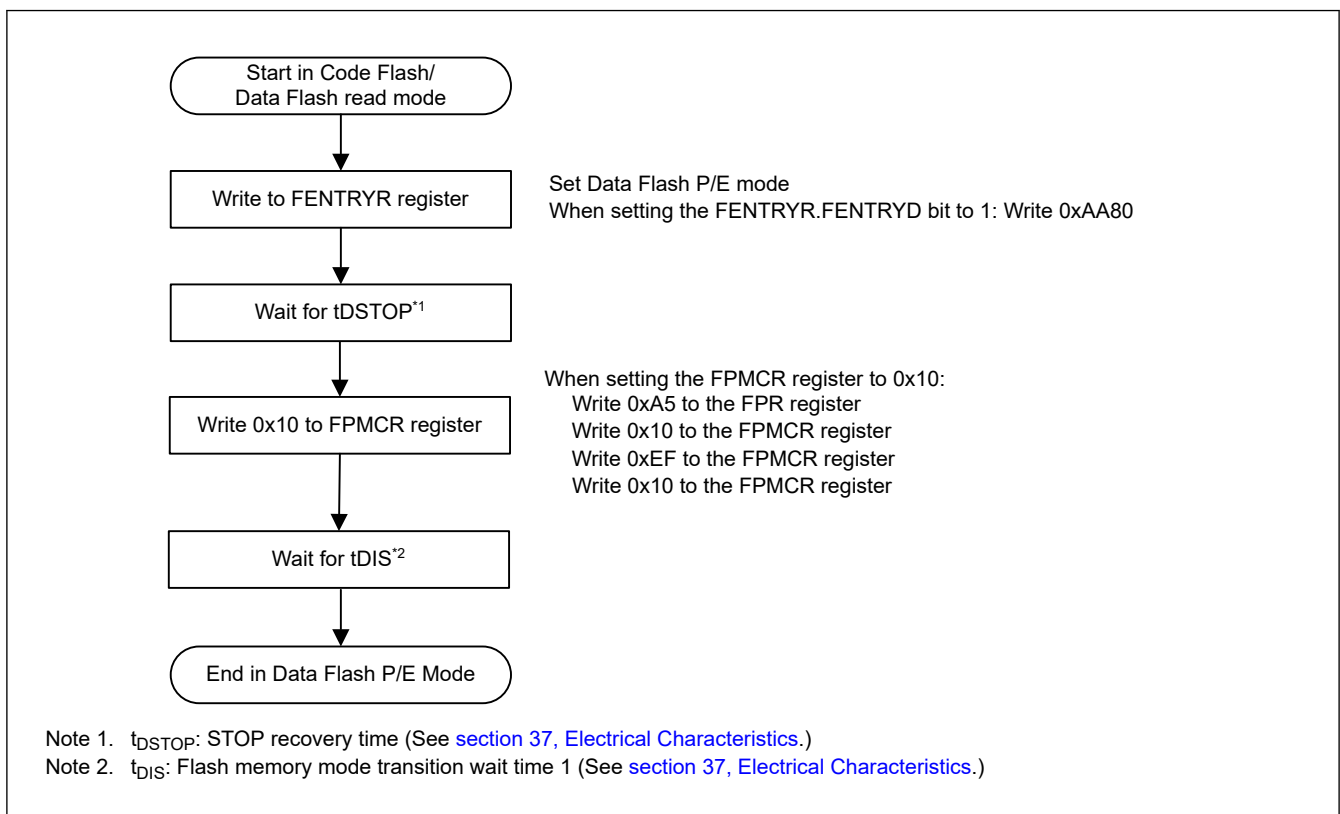 Start in Code Flash/
Data Flash read mode
Write to FENTRYR register
Set Data Flash P/E mode
When setting the FENTRYR.FENTRYD bit to 1: Write 0xAA80
Wait for tDSTOP*1
Write 0x10 to FPMCR register
When setting the FPMCR register to 0x10:
Write 0xA5 to the FPR register
Write 0x10 to the FPMCR register
Write 0xEF to the FPMCR register
Write 0x10 to the FPMCR register
Wait for tDIS*2
End in Data Flash P/E Mode
Note 1. tDSTOP: STOP recovery time (See section 37, Electrical Characteristics.)
Note 2. tDIS: Flash memory mode transition wait time 1 (See section 37, Electrical Characteristics.)